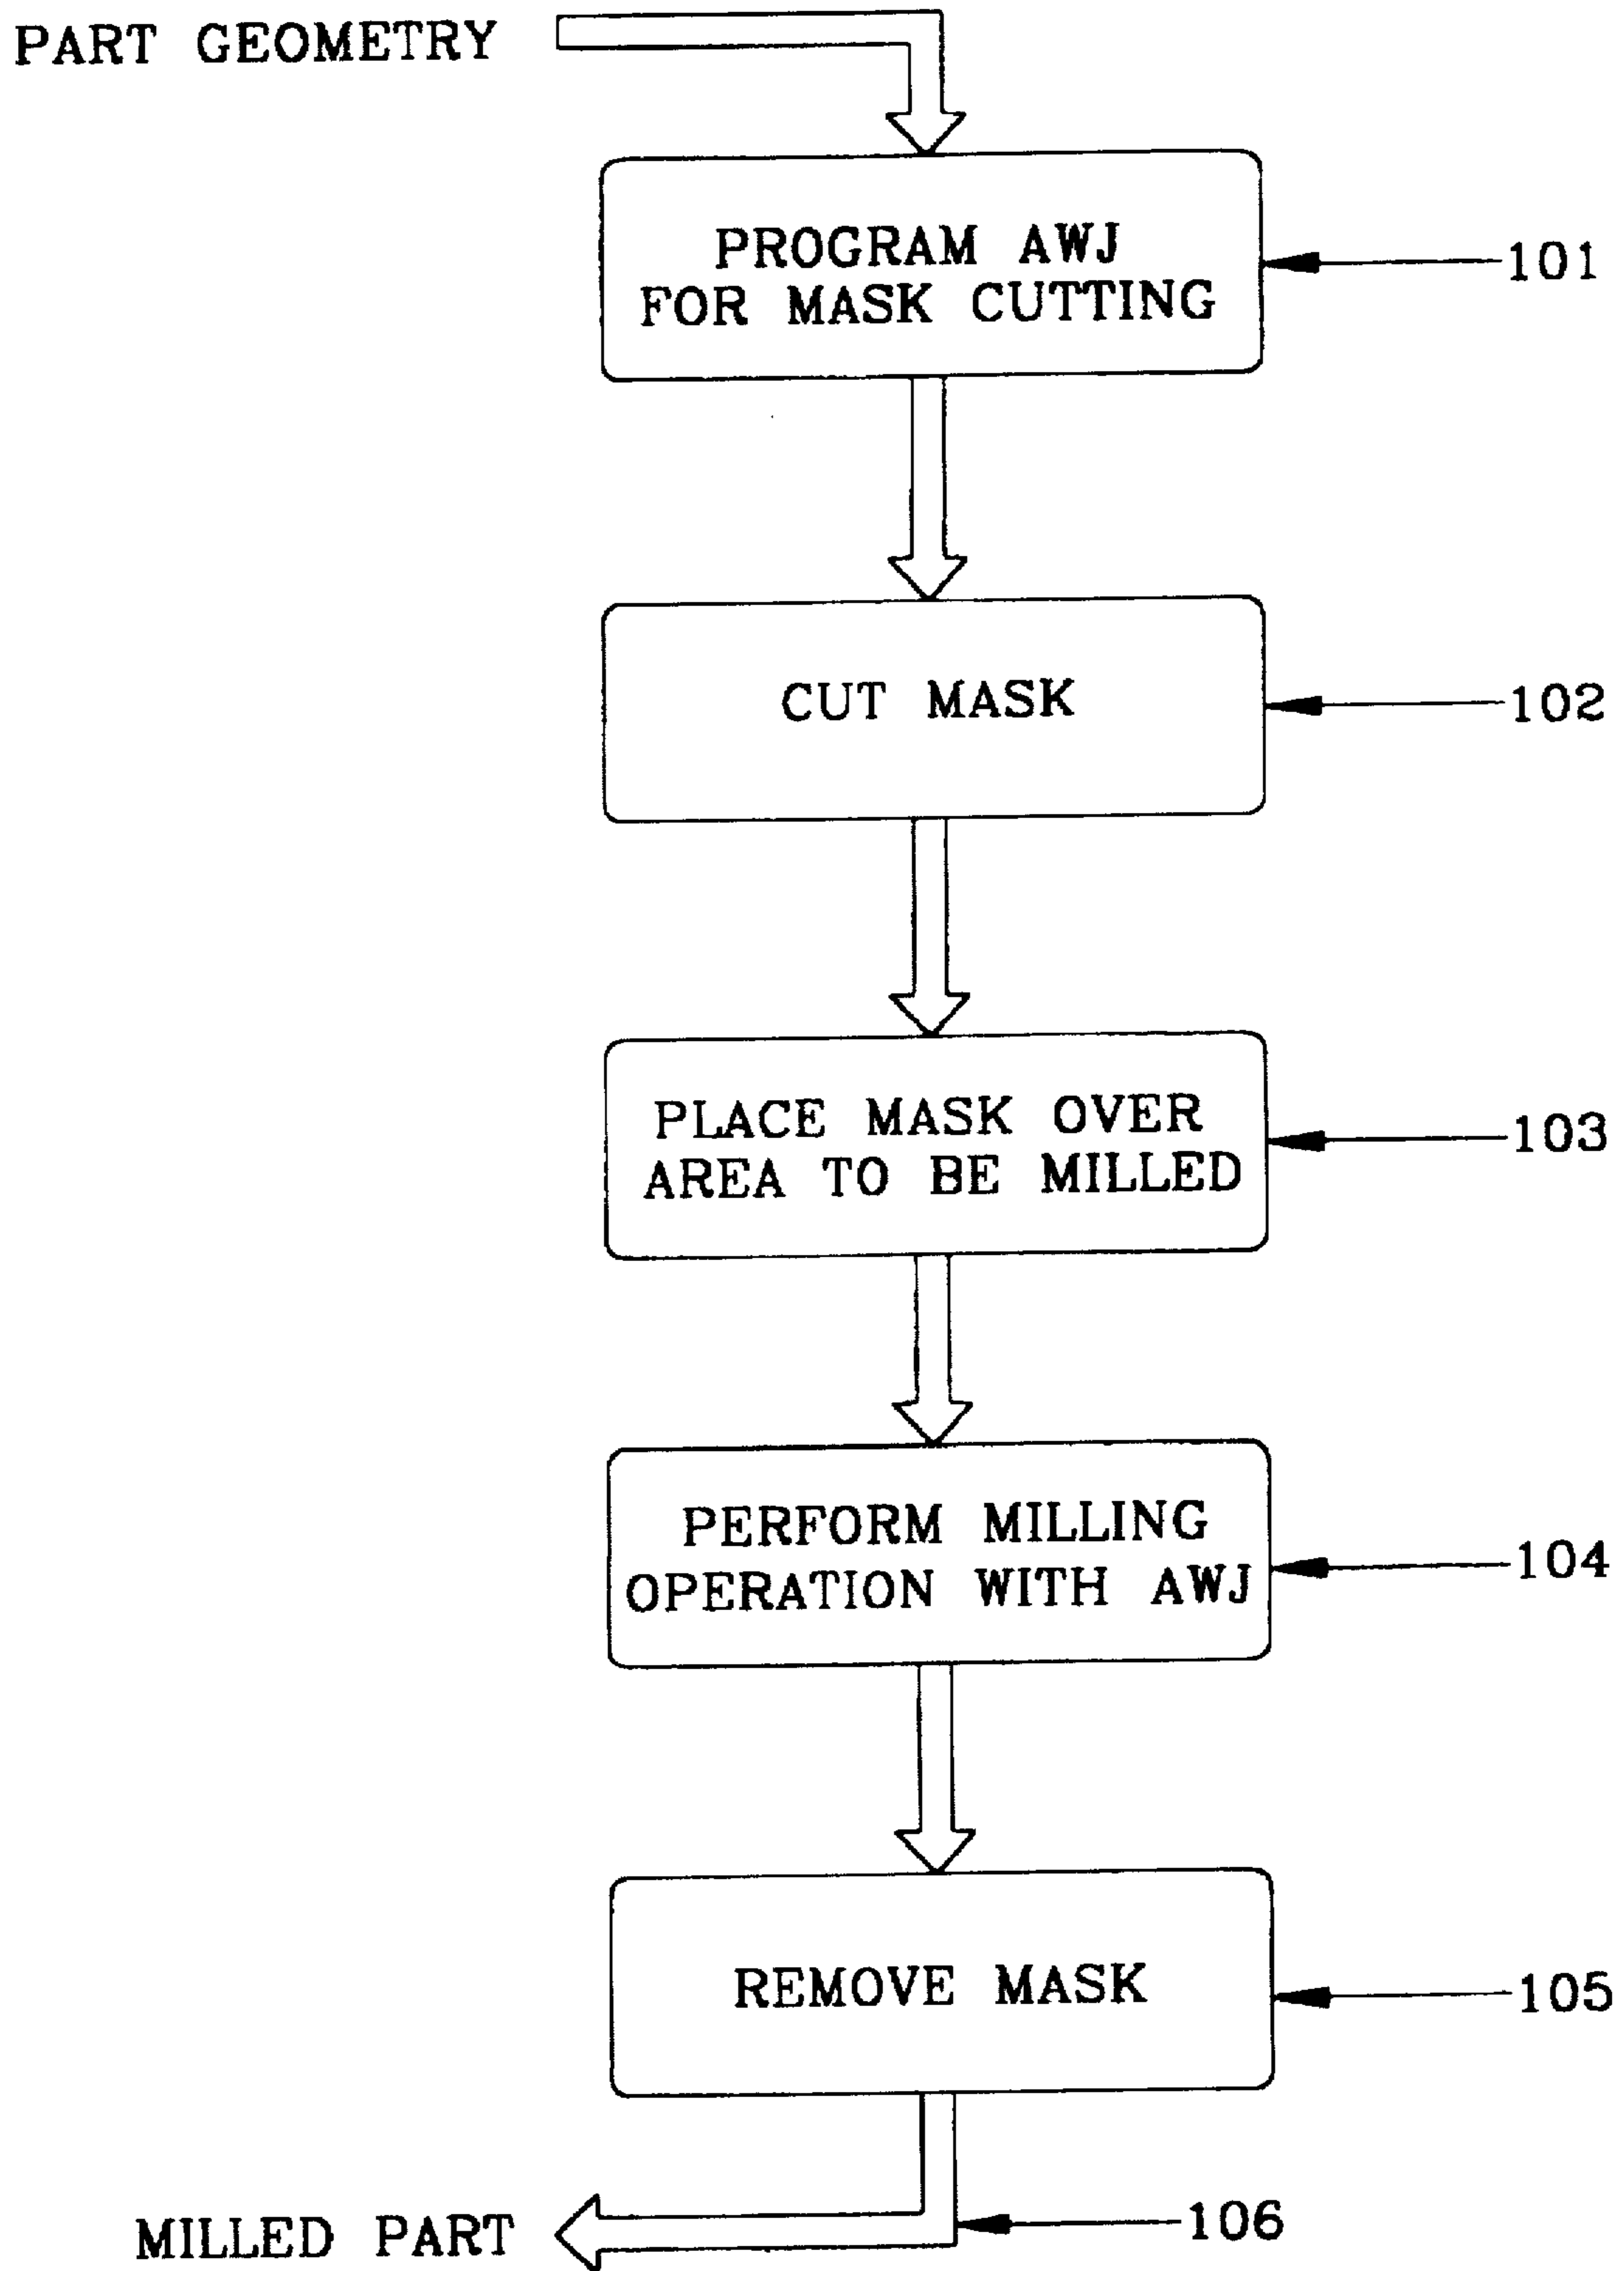 PART GEOMETRY
PROGRAM AWJ
FOR MASK CUTTING
101
CUT MASK
102
PLACE MASK OVER
AREA TO BE MILLED
103
PERFORM MILLING
OPERATION WITH AWJ
104
REMOVE MASK
105
MILLED PART
106